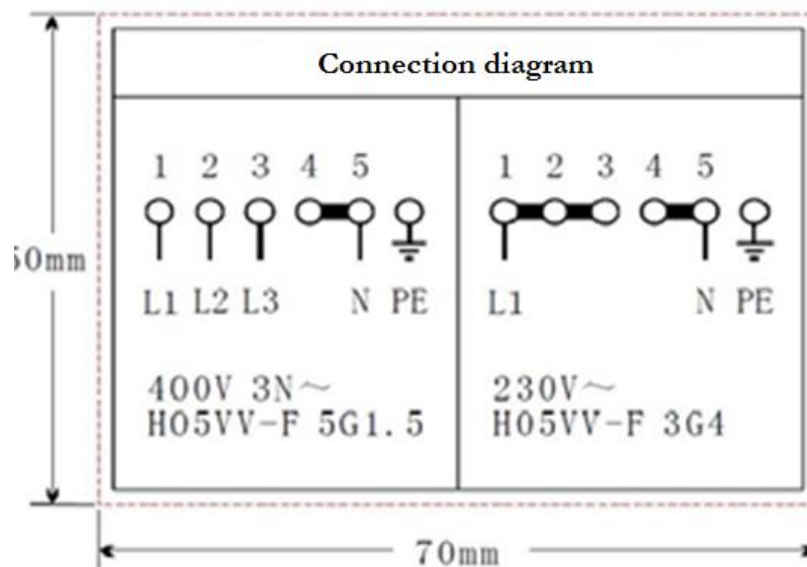 Connection diagram
1 2 3 4 5
L1 L2 L3 N PE
400V 3N~
H05VV-F 5G1.5
1 2 3 4 5
L1 N PE
230V~
H05VV-F 3G4
70mm